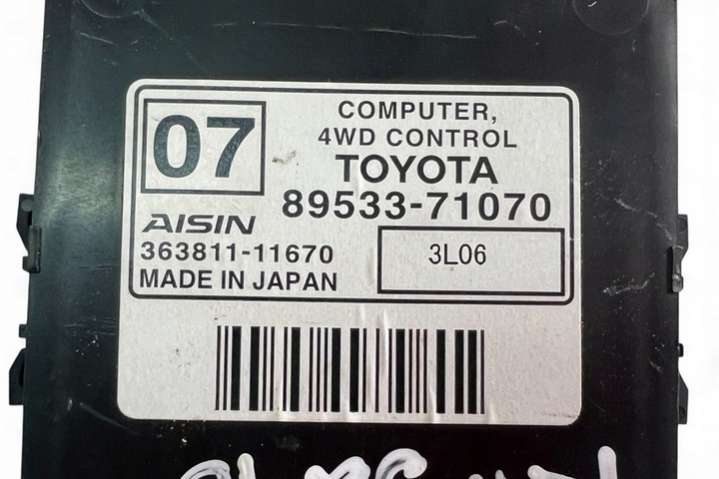 07
COMPUTER,
4WD CONTROL
TOYOTA
89533-71070
AISIN
363811-11670
3L06
MADE IN JAPAN